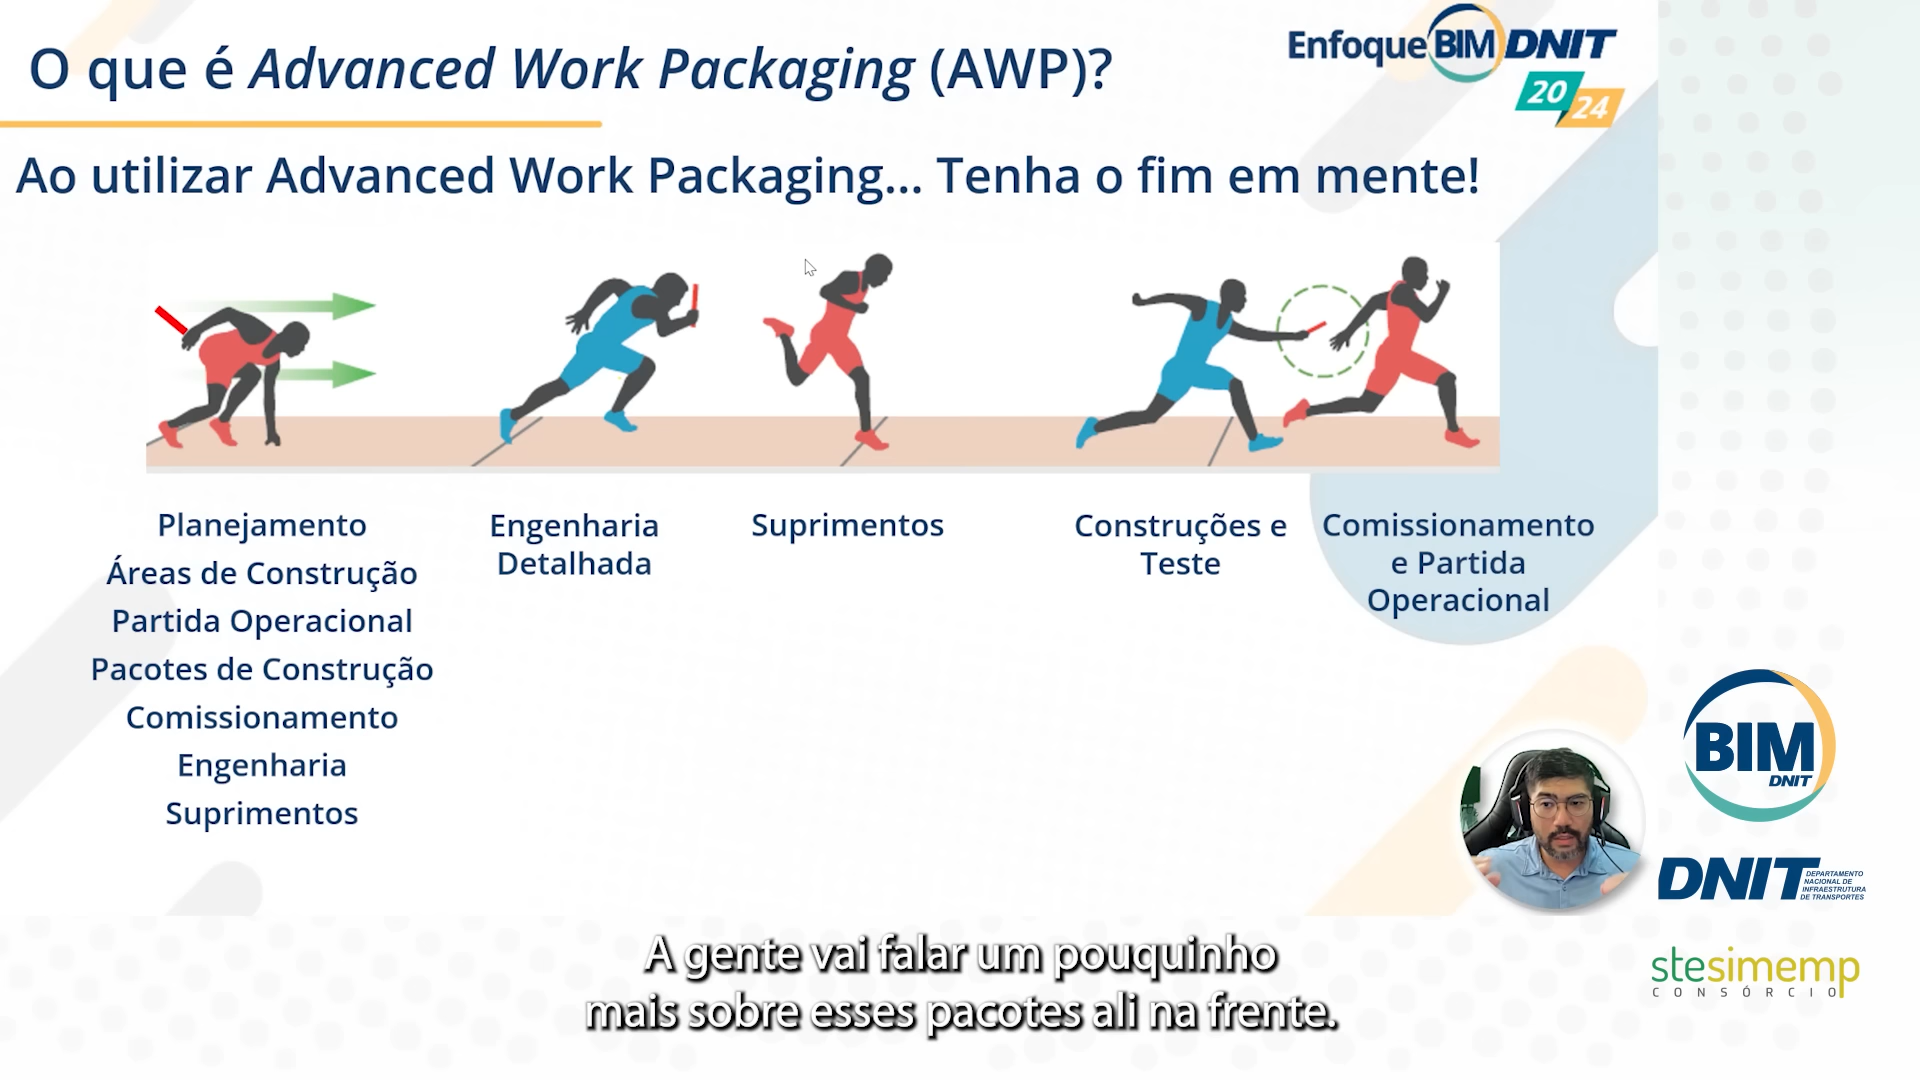 O que é Advanced Work Packaging (AWP)?
Enfoque BIM DNIT
20 24
Ao utilizar Advanced Work Packaging... Tenha o fim em mente!
Planejamento
Áreas de Construção
Partida Operacional
Pacotes de Construção
Comissionamento
Engenharia
Suprimentos
Engenharia
Detalhada
Suprimentos
Construções e
Teste
Comissionamento
e Partida
Operacional
BIM
DNIT
DNIT
DEPARTAMENTO
NACIONAL DE
INFRAESTRUTURA
DE TRANSPORTES
stesimemp
CONSÓRCIO
A gente vai falar um pouquinho
mais sobre esses pacotes ali na frente.